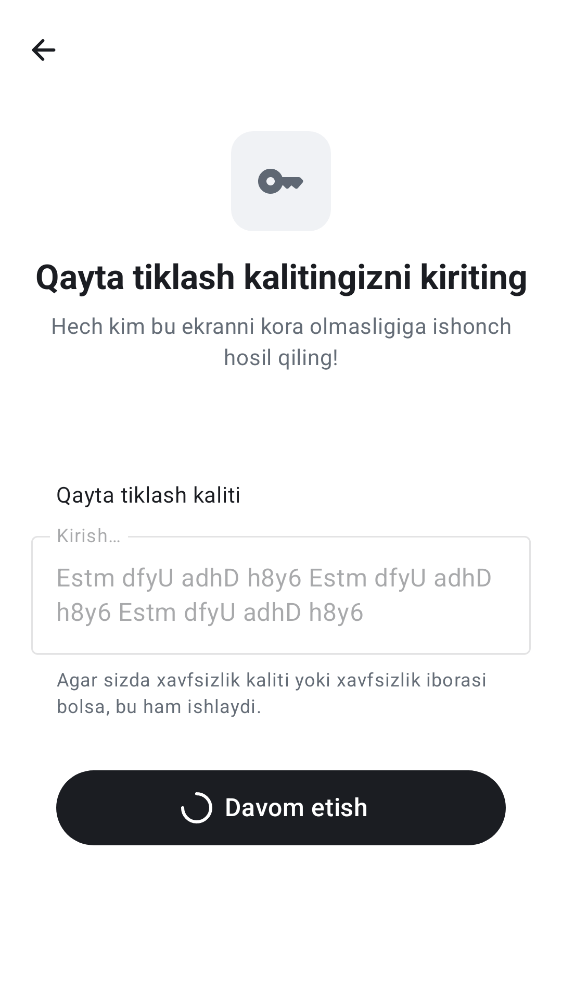 Qayta tiklash kalitingizni kiriting
Hech kim bu ekranni kora olmasligiga ishonch
hosil qiling!
Qayta tiklash kaliti
Kirish…
Estm dfyU adhD h8y6 Estm dfyU adhD
h8y6 Estm dfyU adhD h8y6
Agar sizda xavfsizlik kaliti yoki xavfsizlik iborasi
bolsa, bu ham ishlaydi.
Davom etish